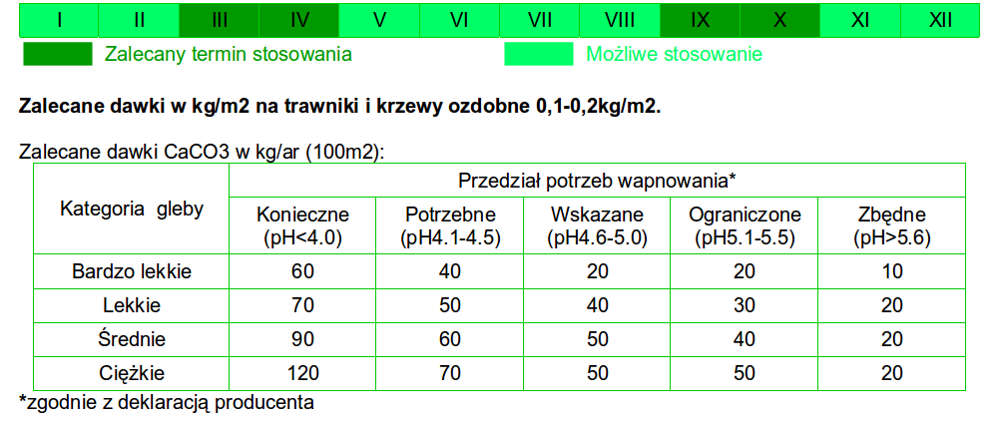 I II III IV V VI VII VIII IX X XI XII
Zalecany termin stosowania Możliwe stosowanie
Zalecane dawki w kg/m2 na trawniki i krzewy ozdobne 0,1-0,2kg/m2.
Zalecane dawki CaCO3 w kg/ar (100m2):
Kategoria gleby Przedział potrzeb wapnowania*
Konieczne Potrzebne Wskazane Ograniczone Zbędne
(pH<4.0) (pH4.1-4.5) (pH4.6-5.0) (pH5.1-5.5) (pH>5.6)
Bardzo lekkie 60 40 20 20 10
Lekkie 70 50 40 30 20
Średnie 90 60 50 40 20
Ciężkie 120 70 50 50 20
*zgodnie z deklaracją producenta